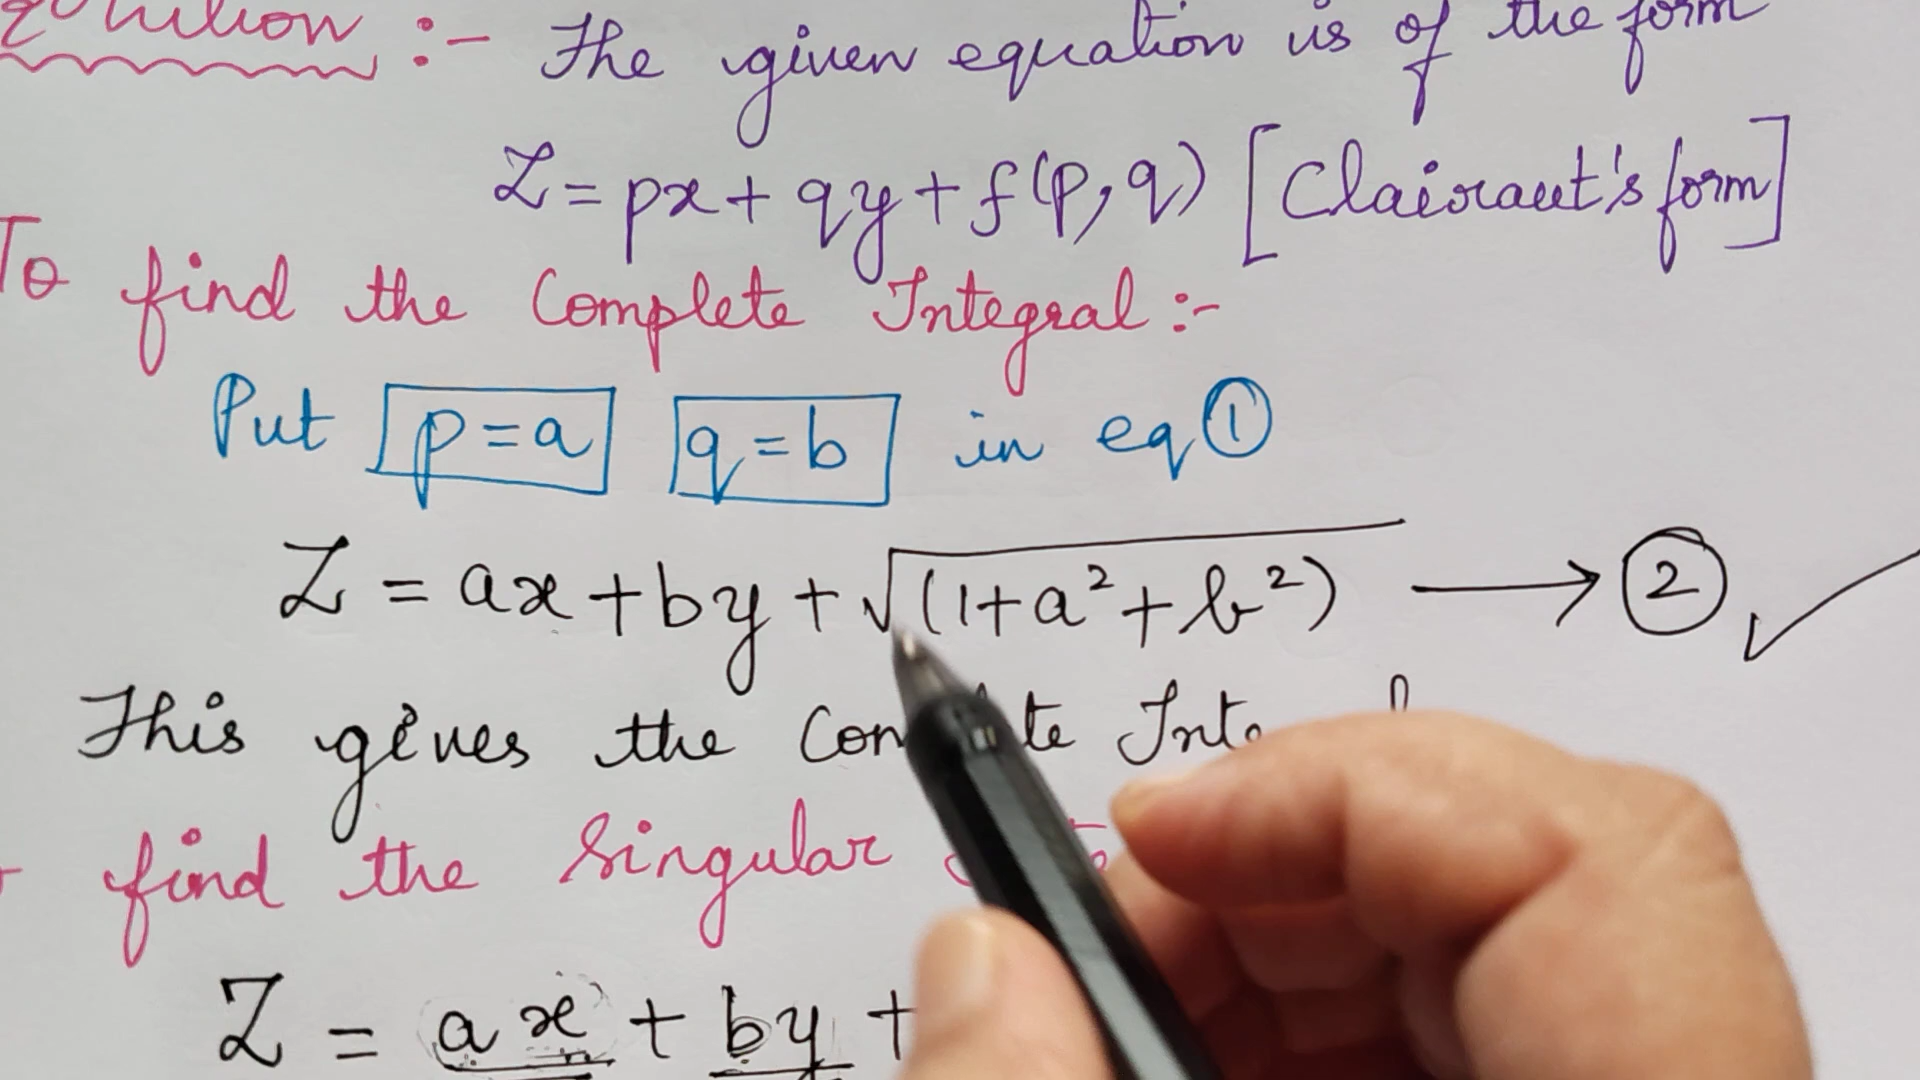 :- The given equation is of the form
Z = px + qy + f(p, q) [Clairaut's form]
To find the Complete Integral :-
Put p = a q = b in eq ①
Z = ax + by + √(1 + a² + b²) → ② ✓
This gives the
find the Singular
Z = ax + by +